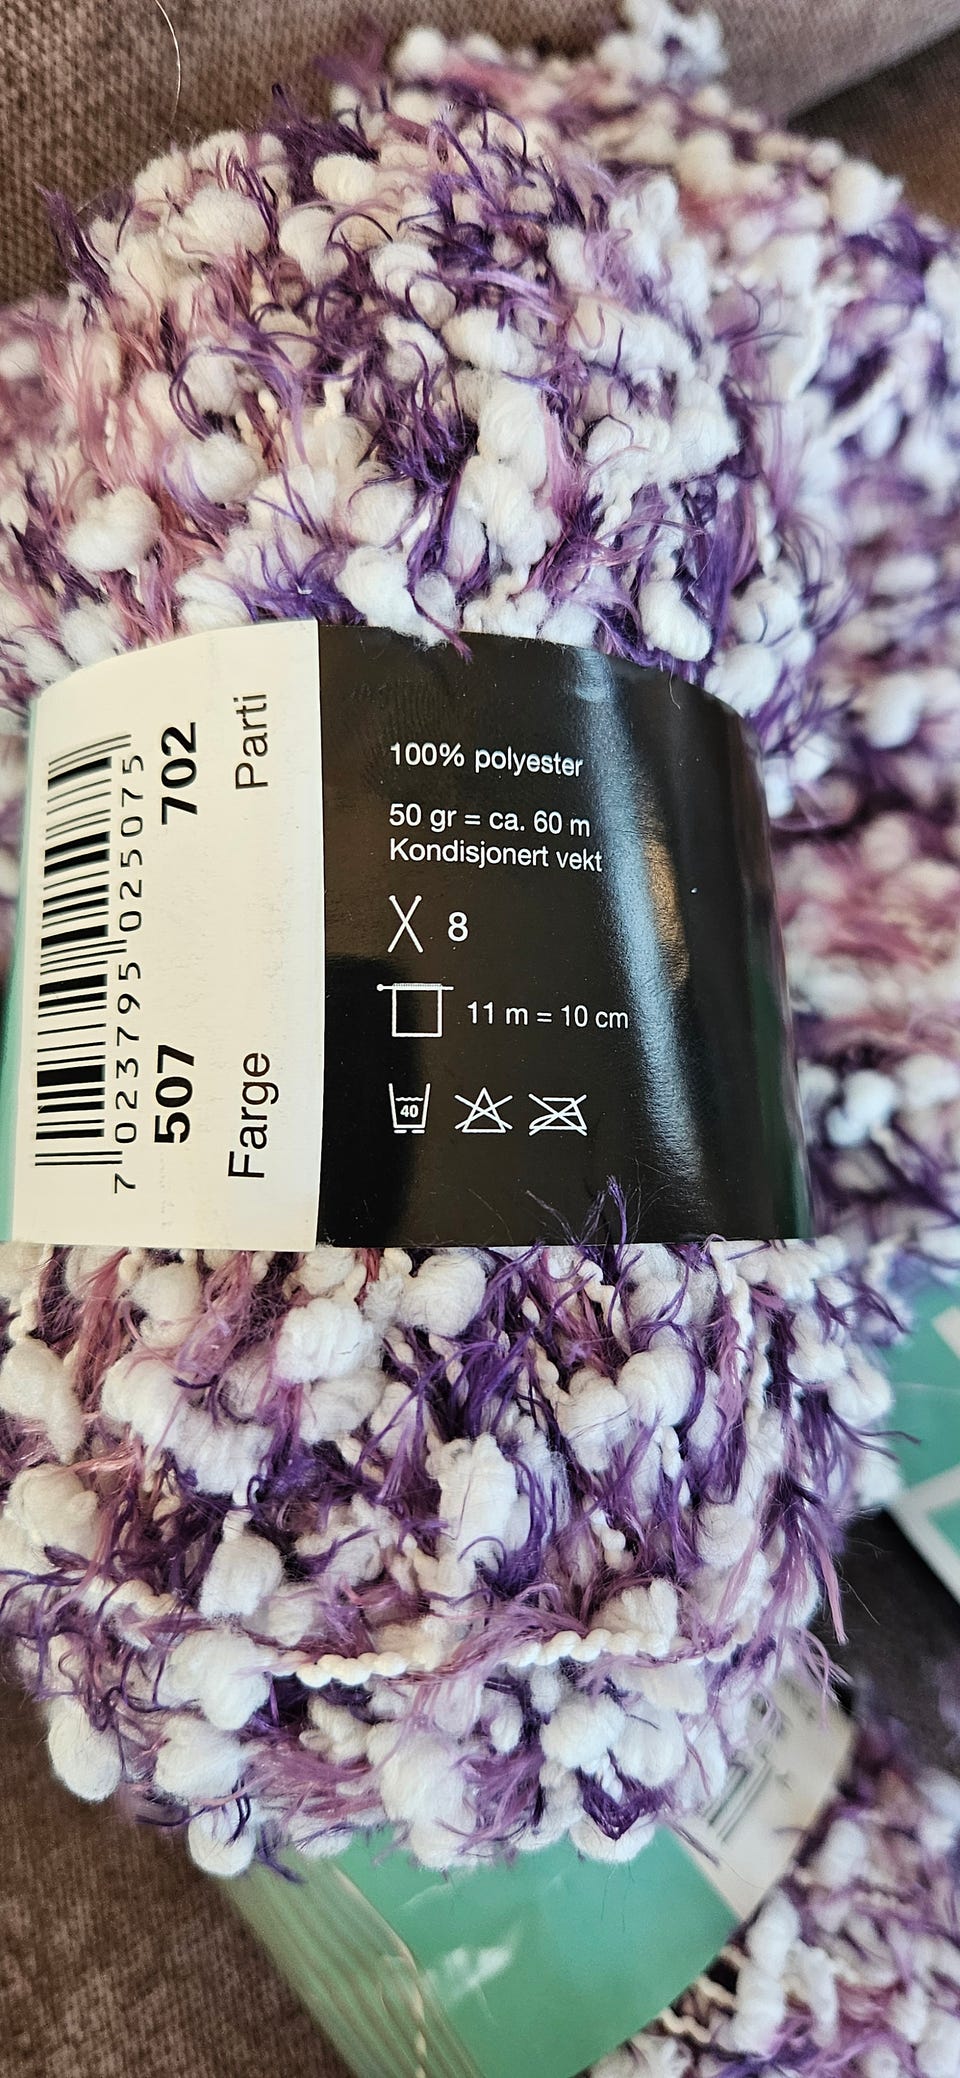 7 023795 025075
507 702
Farge Parti
100% polyester
50 gr = ca. 60 m
Kondisjonert vekt
8
11 m = 10 cm
40